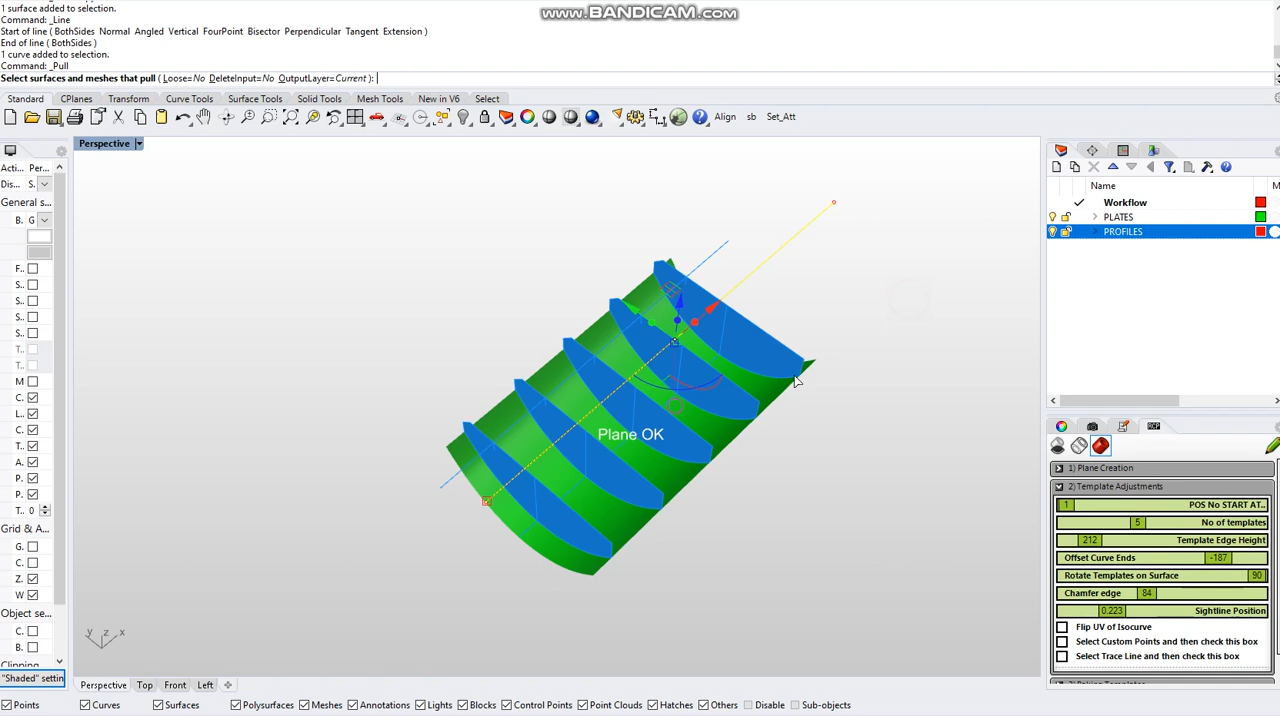 1 surface added to selection.
Command: _Line
Start of line ( BothSides Normal Angled Vertical FourPoint Bisector Perpendicular Tangent Extension )
End of line ( BothSides )
1 curve added to selection.
Command: _Pull
Select surfaces and meshes that pull ( Loose=No DeleteInput=No OutputLayer=Current ):
www.BANDICAM.com
Standard CPlanes Transform Curve Tools Surface Tools Solid Tools Mesh Tools New in V6 Select
Align sb Set_Att
Perspective
Acti... Per...
Dis... S.
General s
B. G
F...
S...
S...
S...
S...
T...
T...
M
C...
L...
C...
T...
A...
P...
P...
T... 0
Grid & A
G.
C.
Z.
W
Object se
C.
B.
Clipping
"Shaded" settin
Plane OK
y z x
Name M
Workflow
PLATES
PROFILES
1) Plane Creation
2) Template Adjustments
1 POS No START AT..
5 No of templates
212 Template Edge Height
Offset Curve Ends -187
Rotate Templates on Surface 90
Chamfer edge 84
0.223 Sightline Position
Flip UV of Isocurve
Select Custom Points and then check this box
Select Trace Line and then check this box
Perspective Top Front Left
Points Curves Surfaces Polysurfaces Meshes Annotations Lights Blocks Control Points Point Clouds Hatches Others Disable Sub-objects